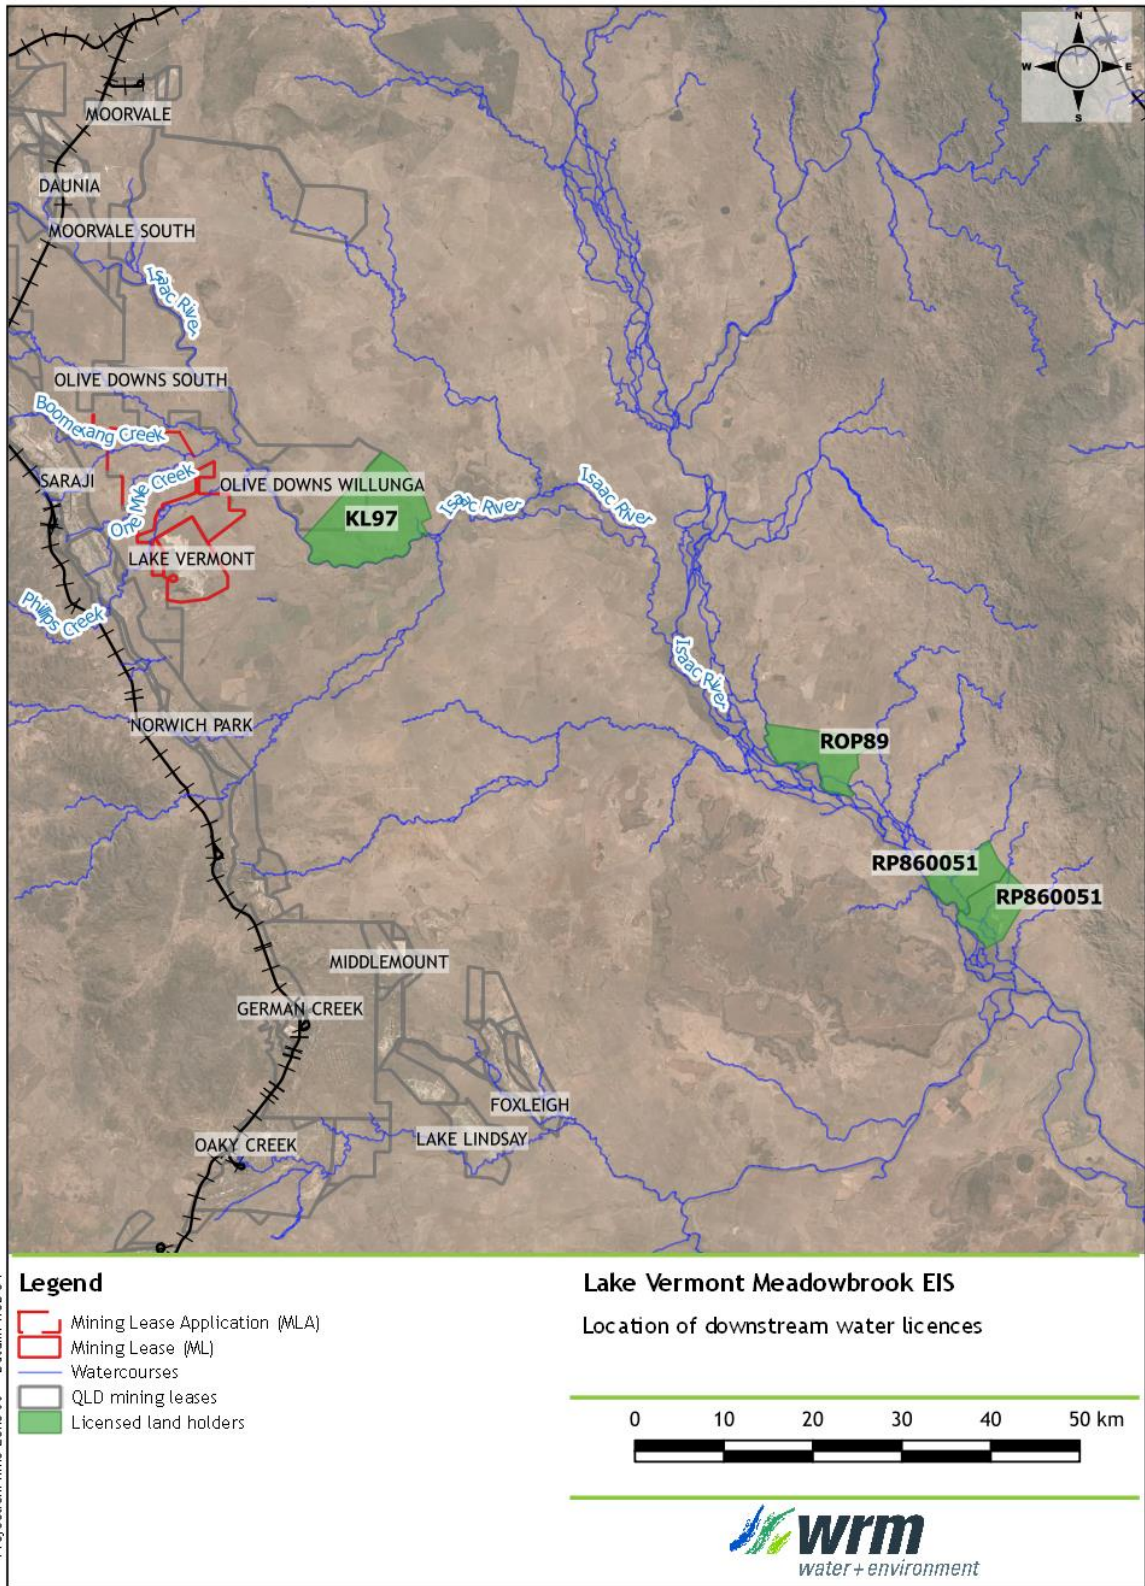 N
W
E
S
MOORVALE
DAUNIA
MOORVALE SOUTH
Isaac River
OLIVE DOWNS SOUTH
Boomerang Creek
SARAJI
One Mile Creek
OLIVE DOWNS WILLUNGA
KL97
Isaac River
Isaac River
LAKE VERMONT
Phillips Creek
Isaac River
NORWICH PARK
ROP89
RP860051
RP860051
MIDDLEMOUNT
GERMAN CREEK
FOXLEIGH
LAKE LINDSAY
OAKY CREEK
Legend
Mining Lease Application (MLA)
Mining Lease (ML)
Watercourses
QLD mining leases
Licensed land holders
Lake Vermont Meadowbrook EIS
Location of downstream water licences
0 10 20 30 40 50 km
wrm
water + environment